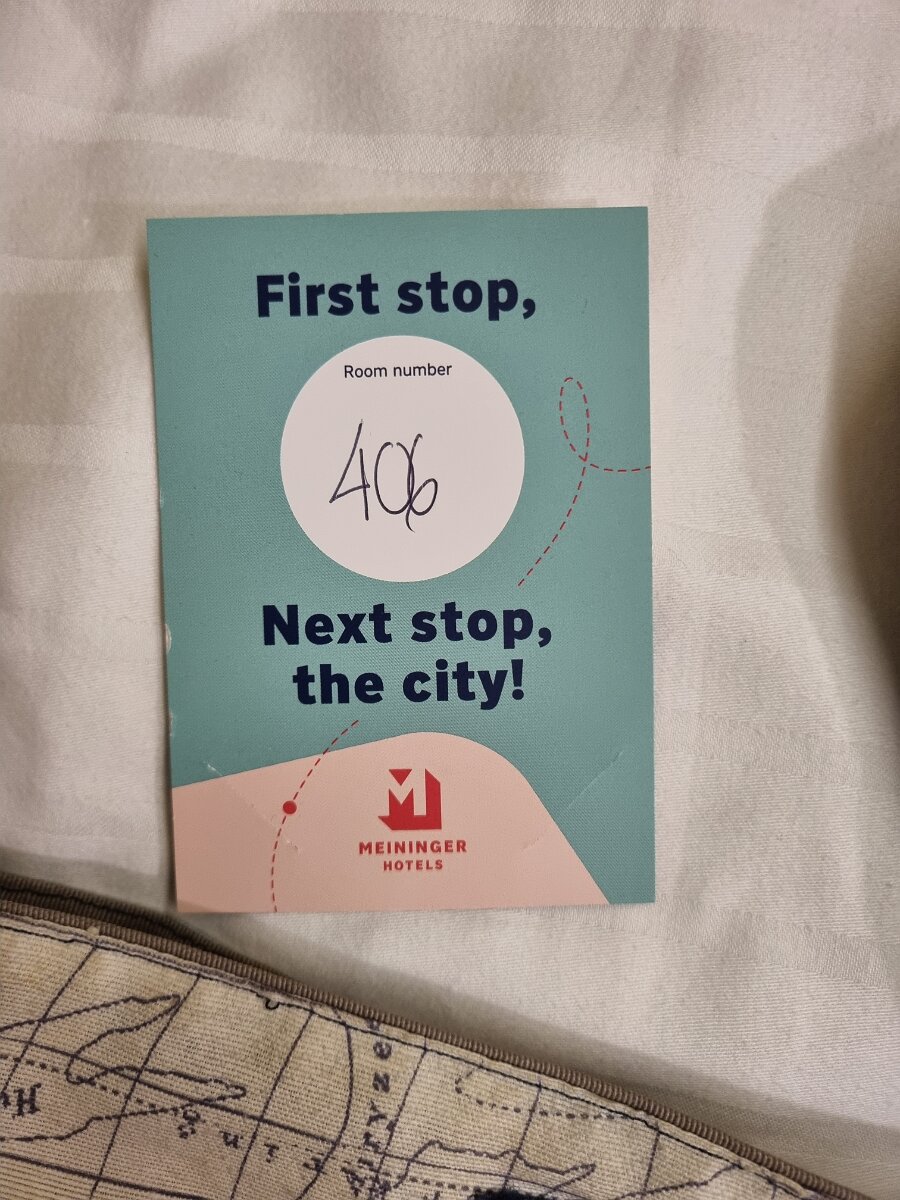 First stop,
Room number
406
Next stop,
the city!
MEININGER
HOTELS